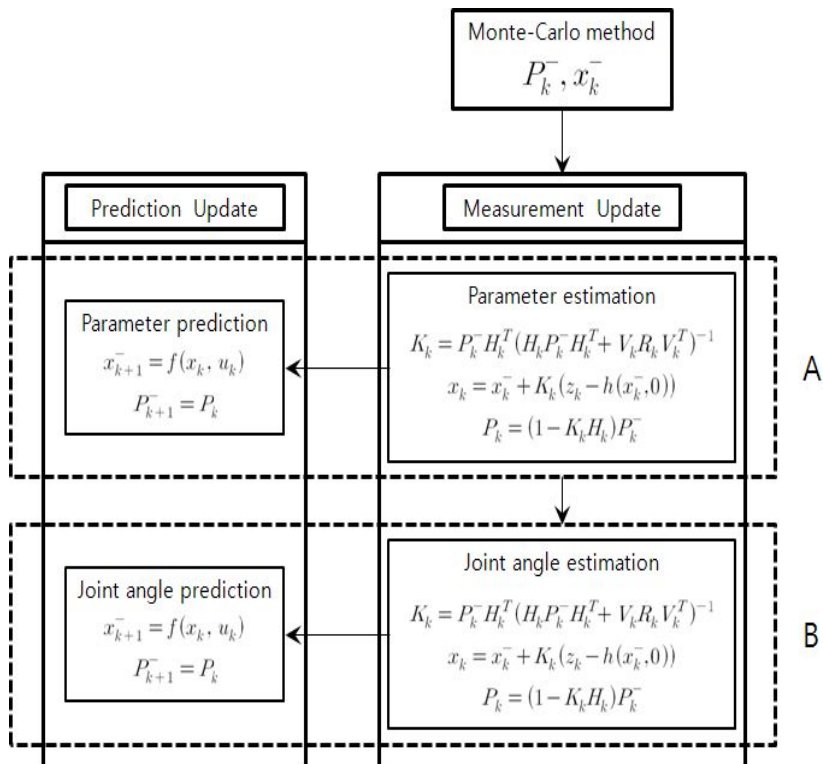 Monte-Carlo method
P_k^-, x_k^-
Prediction Update
Measurement Update
Parameter prediction
x_{k+1}^- = f(x_k, u_k)
P_{k+1}^- = P_k
Parameter estimation
K_k = P_k^- H_k^T (H_k P_k^- H_k^T + V_k R_k V_k^T)^{-1}
x_k = x_k^- + K_k(z_k - h(x_k^-, 0))
P_k = (1 - K_k H_k)P_k^-
A
Joint angle prediction
x_{k+1}^- = f(x_k, u_k)
P_{k+1}^- = P_k
Joint angle estimation
K_k = P_k^- H_k^T (H_k P_k^- H_k^T + V_k R_k V_k^T)^{-1}
x_k = x_k^- + K_k(z_k - h(x_k^-, 0))
P_k = (1 - K_k H_k)P_k^-
B